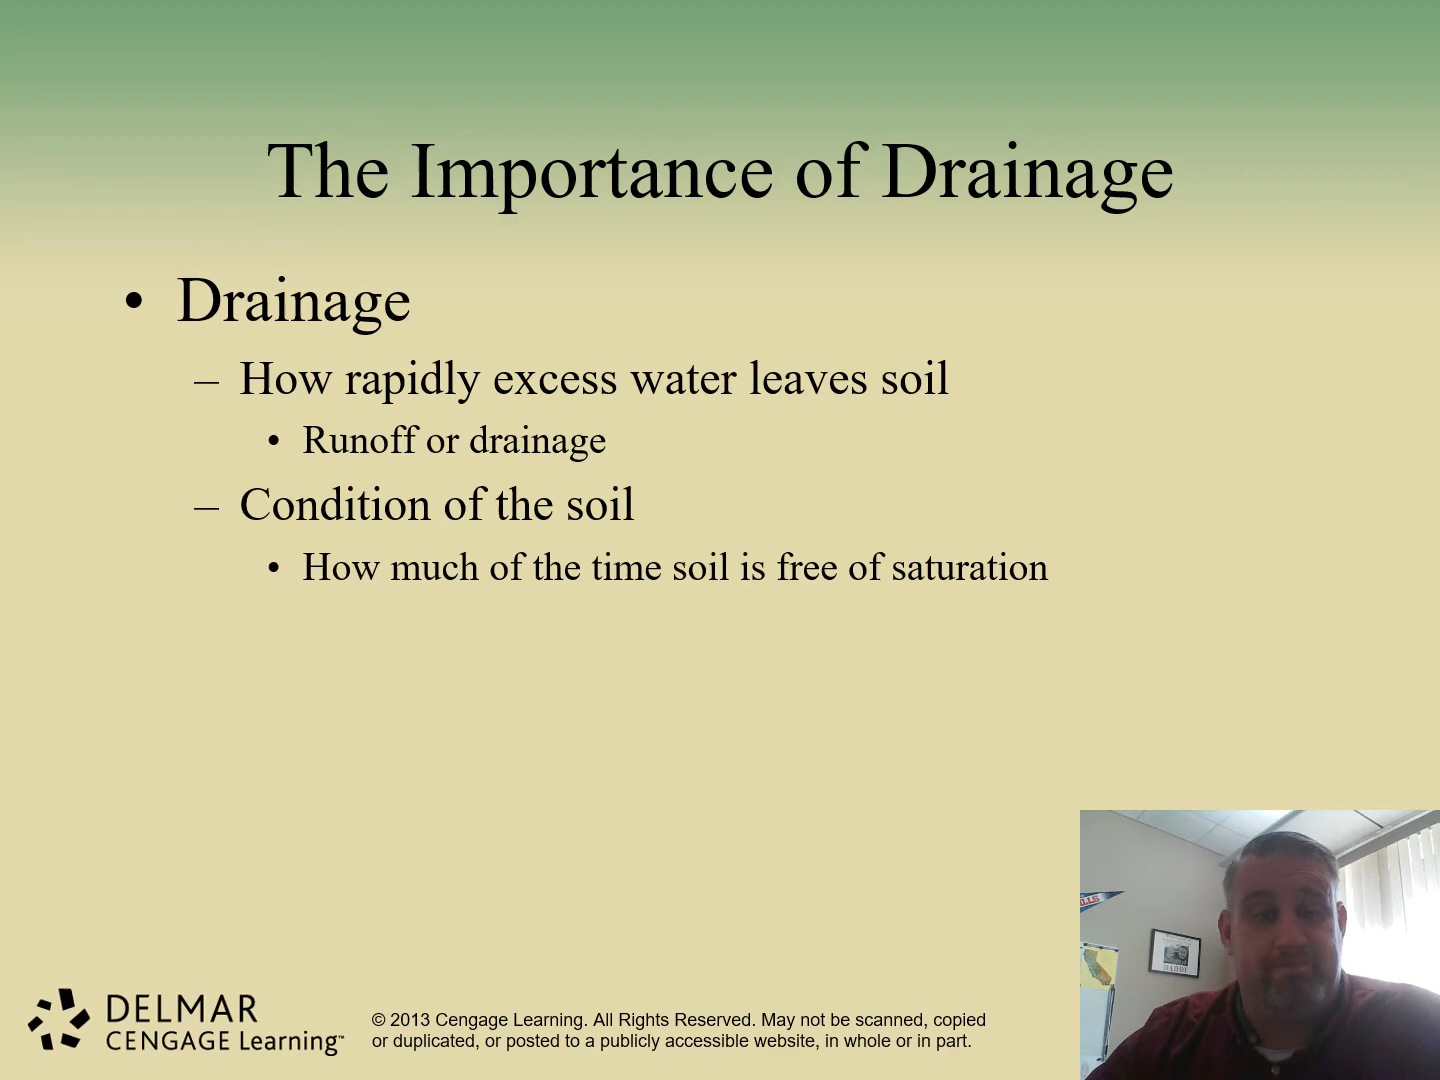 The Importance of Drainage
• Drainage
– How rapidly excess water leaves soil
• Runoff or drainage
– Condition of the soil
• How much of the time soil is free of saturation
DELMAR
CENGAGE Learning™
© 2013 Cengage Learning. All Rights Reserved. May not be scanned, copied
or duplicated, or posted to a publicly accessible website, in whole or in part.
DADDY